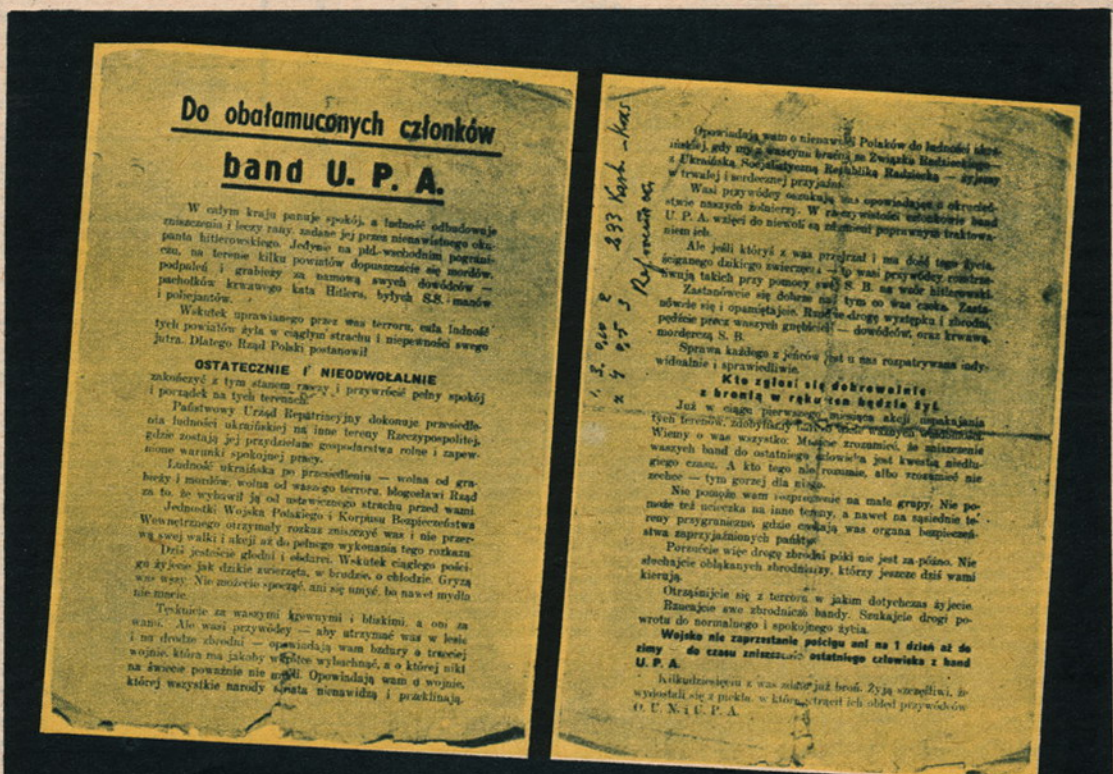 Do obałamuconych członków
band U. P. A.
W całym kraju panuje spokój, a ludność odbudowuje
zniszczenia i leczy rany, zadane jej przez nienawistnego oku-
panta hitlerowskiego. Jedynie na płd.-wschodnim pograni-
czu, na terenie kilku powiatów dopuszczacie się mordów,
podpaleń i grabieży za namową swych dowódców —
pachołków krwawego kata Hitlera, byłych S.S.-manów
i policjantów.
Wskutek uprawianego przez was terroru, cała ludność
tych powiatów żyła w ciągłym strachu i niepewności swego
jutra. Dlatego Rząd Polski postanowił
OSTATECZNIE I NIEODWOŁALNIE
zakończyć z tym stanem rzeczy i przywrócić pełny spokój
i porządek na tych terenach.
Państwowy Urząd Repatriacyjny dokonuje przesiedle-
nia ludności ukraińskiej na inne tereny Rzeczypospolitej,
gdzie zostają jej przydzielane gospodarstwa rolne i zapew-
nione warunki spokojnej pracy.
Ludność ukraińska po przesiedleniu — wolna od gra-
bieży i mordów, wolna od waszego terroru, błogosławi Rząd
za to, że wybawił ją od ustawicznego strachu przed wami.
Jednostki Wojska Polskiego i Korpusu Bezpieczeństwa
Wewnętrznego otrzymały rozkaz zniszczyć was i nie przer-
wą swej walki i akcji aż do pełnego wykonania tego rozkazu.
Dziś jesteście głodni i obdarci. Wskutek ciągłego pości-
gu żyjecie jak dzikie zwierzęta, w brudzie, o chłodzie. Gryzą
was wszy. Nie możecie spocząć, ani się umyć, bo nawet mydła
nie macie.
Tęsknicie za waszymi krewnymi i bliskimi, a oni za
wami. Ale wasi przywódcy — aby utrzymać was w lesie
i na drodze zbrodni — opowiadają wam bzdury o trzeciej
wojnie, która ma jakoby wkrótce wybuchnąć, a o której nikt
na świecie poważnie nie myśli. Opowiadają wam o wojnie,
której wszystkie narody świata nienawidzą i przeklinają.
233
Opowiadają wam o nienawiści Polaków do ludności ukra-
ińskiej, gdy my z waszymi braćmi ze Związku Radzieckiego —
z Ukraińską Socjalistyczną Republiką Radziecką — żyjemy
w trwałej i serdecznej przyjaźni.
Wasi przywódcy oszukują was opowiadając o okrucień-
stwie naszych żołnierzy. W rzeczywistości członkowie band
U. P. A. wzięci do niewoli są zdziwieni poprawnym traktowa-
niem ich.
Ale jeśli któryś z was przejrzał i ma dość tego życia
ściganego dzikiego zwierzęcia — to wasi przywódcy
takich przy pomocy swej S. B. na wzór hitlerowski.
Zastanówcie się dobrze nad tym co was czeka. Zasta-
nówcie się i opamiętajcie. Rzućcie drogę występku i zbrodni,
pędźcie precz waszych gnębicieli — dowódców, oraz krwawą,
morderczą S. B.
Sprawa każdego z jeńców jest u nas rozpatrywana indy-
widualnie i sprawiedliwie.
Kto zgłosi się dobrowolnie
z bronią w ręku ten będzie żył.
Już w ciągu pierwszego miesiąca akcji uspakajania
tych terenów, zdobyliśmy wiele ważnych wiadomości.
Wiemy o was wszystko. Musicie zrozumieć, że zniszczenie
waszych band do ostatniego człowieka jest kwestią niedłu-
giego czasu. A kto tego nie rozumie, albo zrozumieć nie
zechce — tym gorzej dla niego.
Nie pomoże wam rozproszenie na małe grupy. Nie po-
może też ucieczka na inne tereny, a nawet na sąsiednie te-
reny przygraniczne, gdzie czekają was organa bezpieczeń-
stwa zaprzyjaźnionych państw.
Porzućcie więc drogę zbrodni póki nie jest za późno. Nie
słuchajcie obłąkanych zbrodniarzy, którzy jeszcze dziś wami
kierują.
Otrząśnijcie się z terroru w jakim dotychczas żyjecie.
Rzucajcie swe zbrodnicze bandy. Szukajcie drogi po-
wrotu do normalnego i spokojnego życia.
Wojsko nie zaprzestanie pościgu ani na 1 dzień aż do
zimy — do czasu zniszczenia ostatniego człowieka z band
U. P. A.
Kilkudziesięciu z was zdało już broń. Żyją szczęśliwi, że
wydostali się z piekła, w które wtrącił ich obłęd przywódców
O. U. N. i U. P. A.